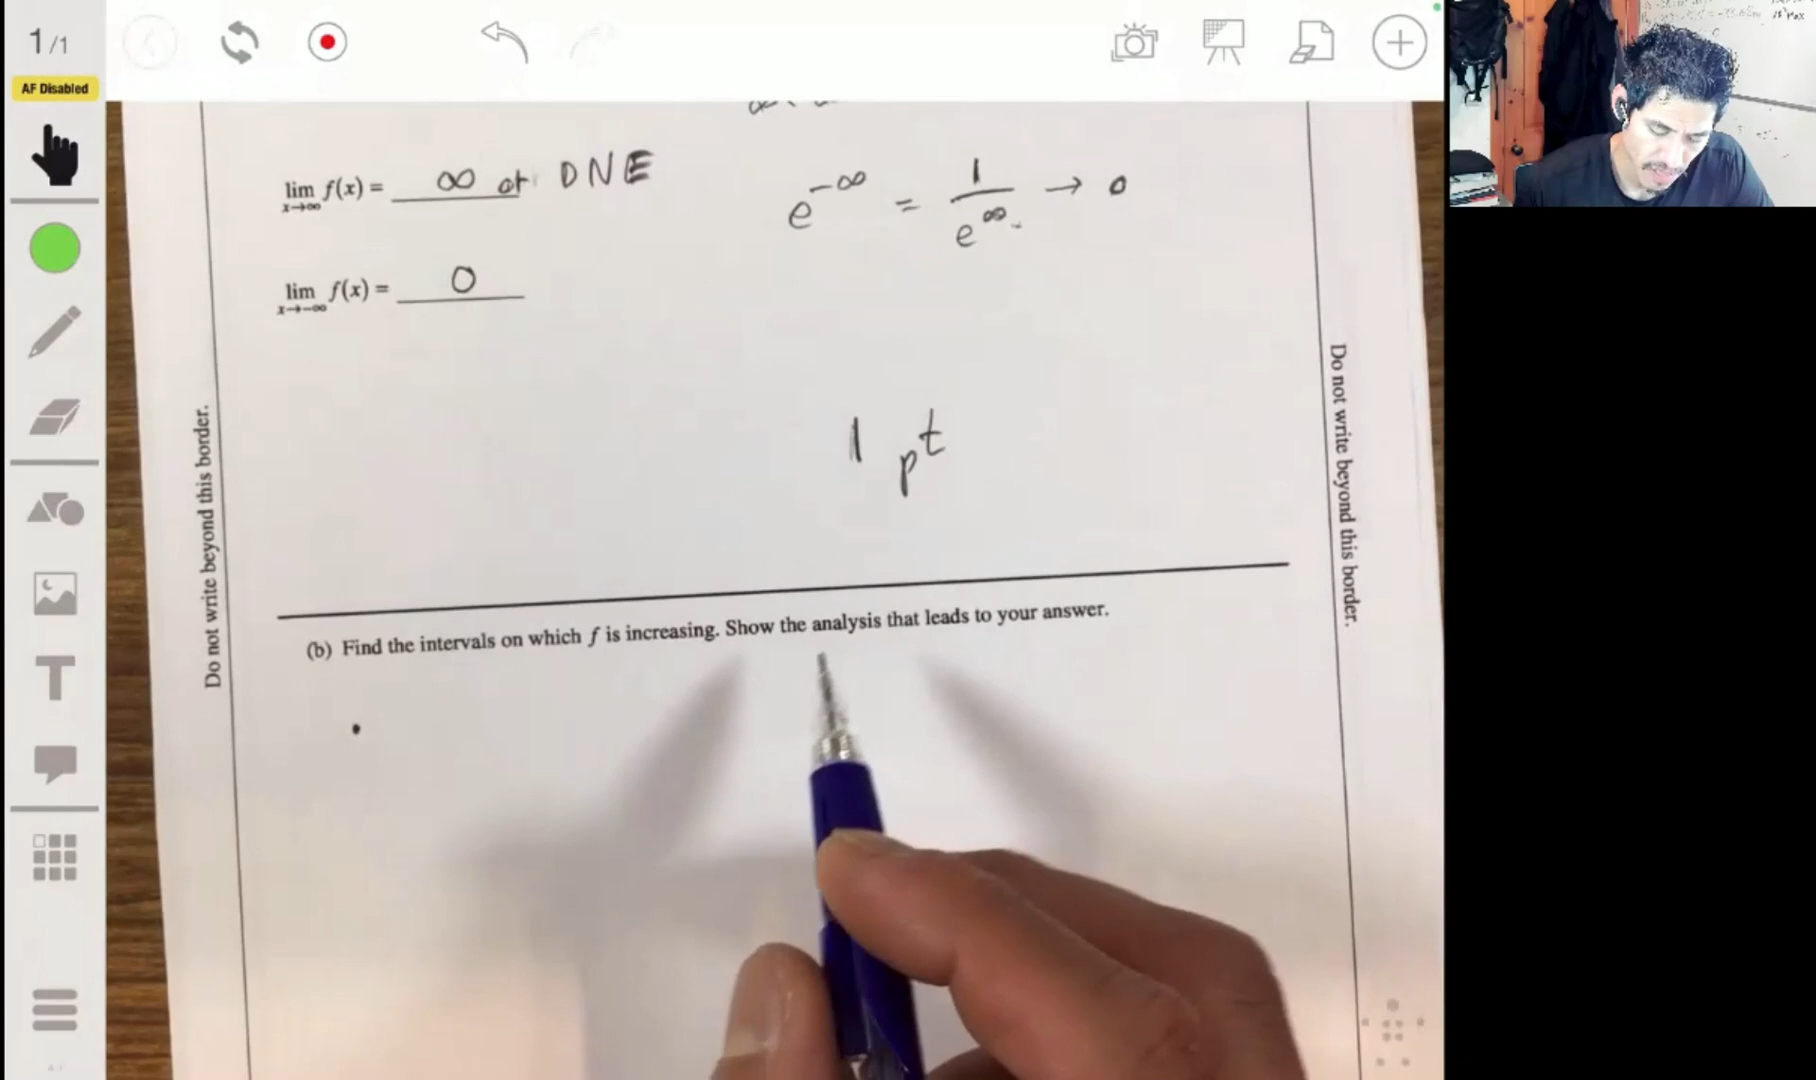 1/1
AF Disabled
lim f(x) = ∞ or DNE
x→∞
e^-∞ = 1/e^∞ → 0
lim f(x) = 0
x→-∞
1 pt
(b) Find the intervals on which f is increasing. Show the analysis that leads to your answer.
Do not write beyond this border.
Do not write beyond this border.
T